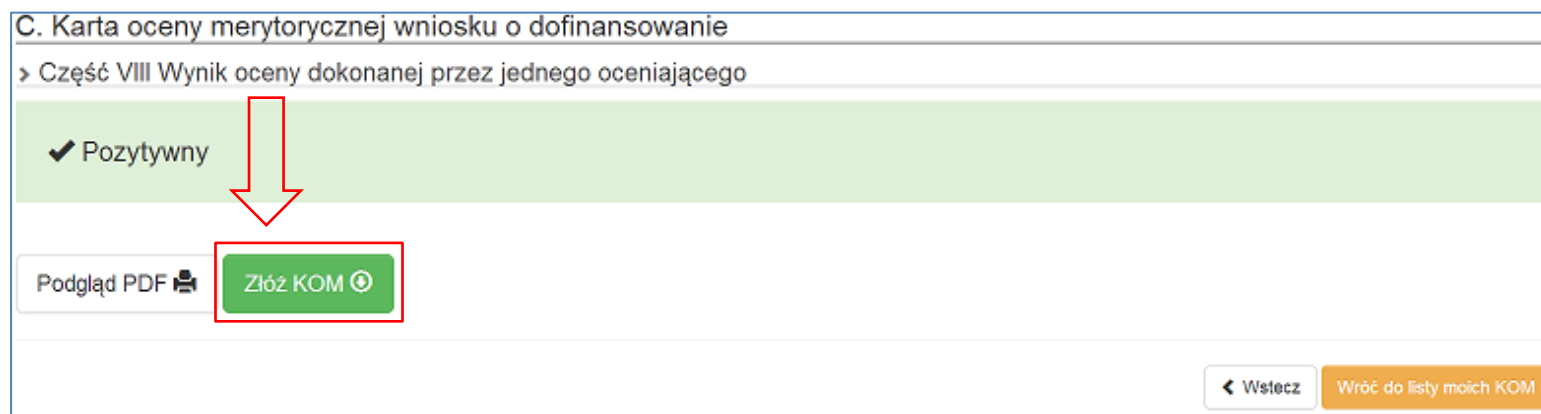 C. Karta oceny merytorycznej wniosku o dofinansowanie
Część VIII Wynik oceny dokonanej przez jednego oceniającego
Pozytywny
Podgląd PDF
Złóż KOM
Wstecz
Wróć do listy moich KOM